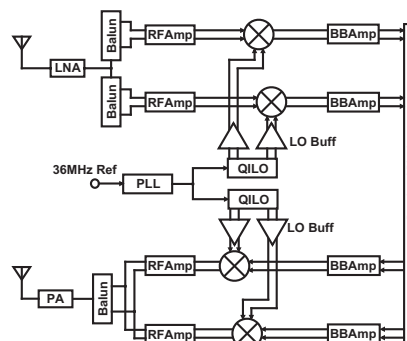 Balun
RFAmp
BBAmp
LNA
Balun
RFAmp
BBAmp
LO Buff
36MHz Ref
PLL
QILO
QILO
LO Buff
RFAmp
BBAmp
PA
Balun
RFAmp
BBAmp